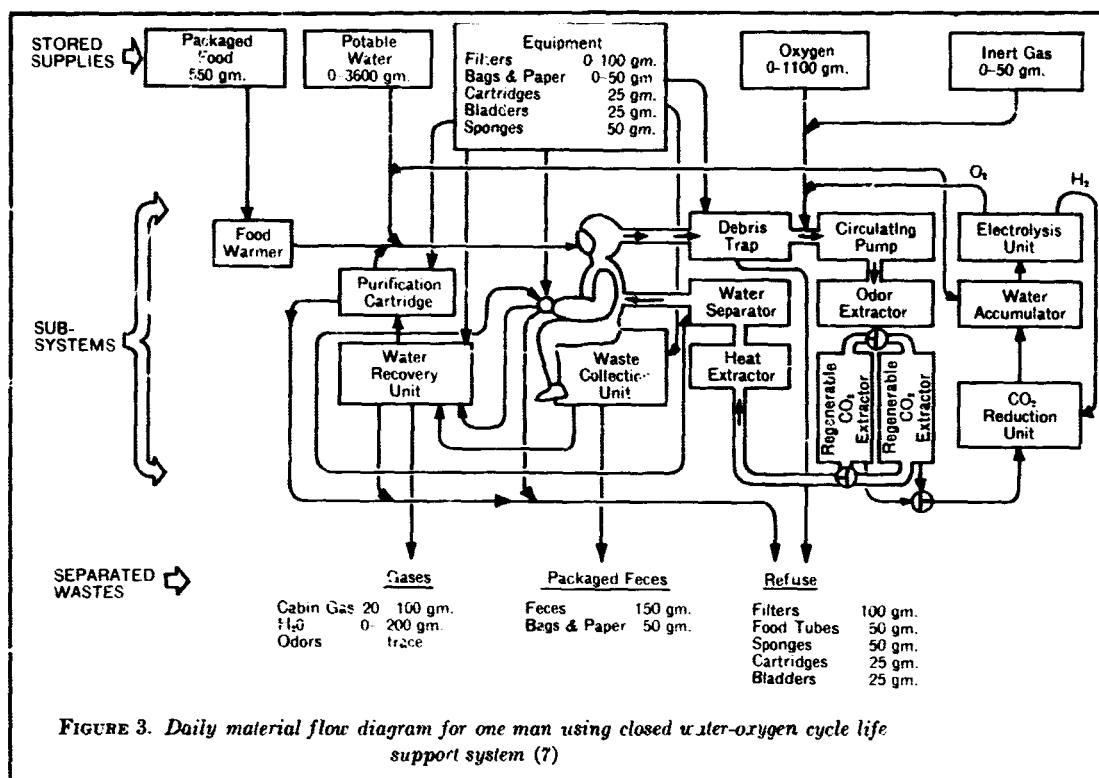 STORED
SUPPLIES
Packaged
Food
550 gm.
Potable
Water
0-3600 gm.
Equipment
Filters 0-100 gm.
Bags & Paper 0-50 gm.
Cartridges 25 gm.
Bladders 25 gm.
Sponges 50 gm.
Oxygen
0-1100 gm.
Inert Gas
0-50 gm.
O₂
H₂
SUB-
SYSTEMS
Food
Warmer
Debris
Trap
Circulating
Pump
Electrolysis
Unit
Purification
Cartridge
Water
Separator
Odor
Extractor
Water
Accumulator
Water
Recovery
Unit
Waste
Collection
Unit
Heat
Extractor
Regenerable
CO₂
Extractor
Regenerable
CO₂
Extractor
CO₂
Reduction
Unit
SEPARATED
WASTES
Gases
Cabin Gas 20 100 gm.
H₂0 0- 200 gm.
Odors trace
Packaged Feces
Feces 150 gm.
Bags & Paper 50 gm.
Refuse
Filters 100 gm.
Food Tubes 50 gm.
Sponges 50 gm.
Cartridges 25 gm.
Bladders 25 gm.
FIGURE 3. Daily material flow diagram for one man using closed water-oxygen cycle life
support system (7)